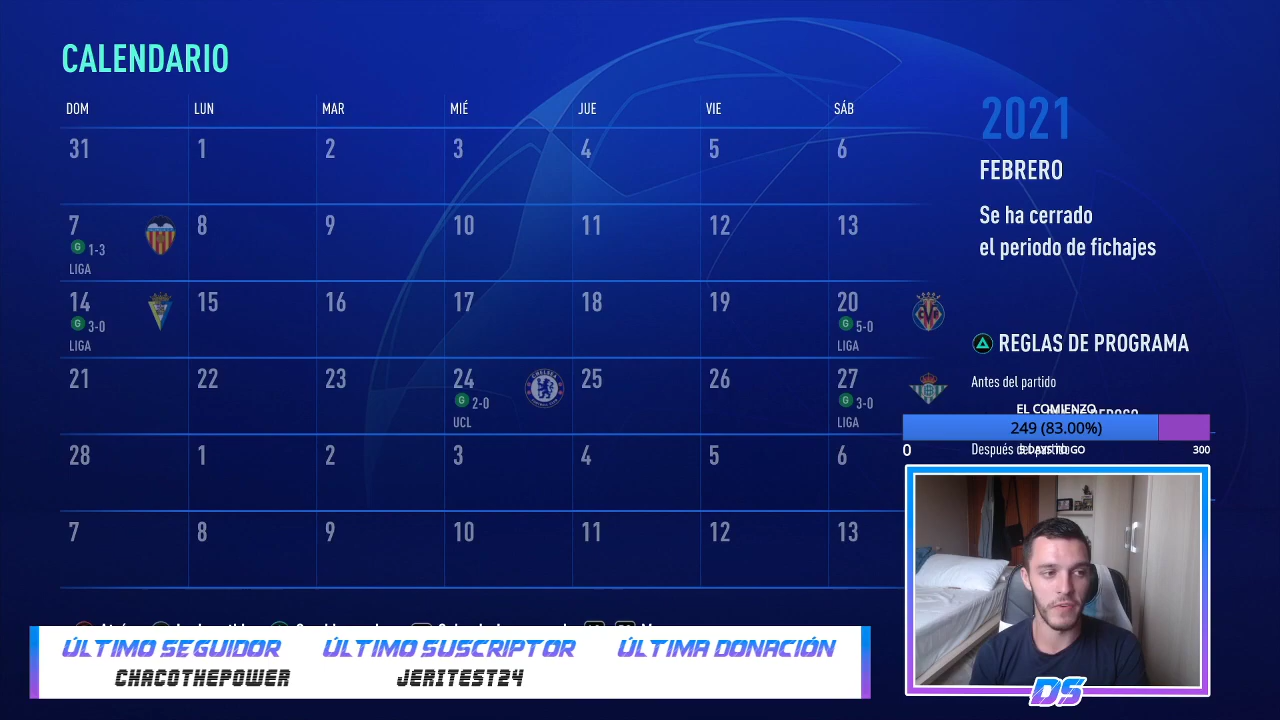 CALENDARIO
DOM LUN MAR MIÉ JUE VIE SÁB
31 1 2 3 4 5 6
7 8 9 10 11 12 13
G 1-3
LIGA
14 15 16 17 18 19 20
G 3-0 G 5-0
LIGA LIGA
21 22 23 24 25 26 27
G 2-0 G 3-0
UCL LIGA
28 1 2 3 4 5 6
7 8 9 10 11 12 13
2021
FEBRERO
Se ha cerrado
el periodo de fichajes
REGLAS DE PROGRAMA
Antes del partido
EL COMIENZO
249 (83.00%)
0 300
Después del partido
ÚLTIMO SEGUIDOR ÚLTIMO SUSCRIPTOR ÚLTIMA DONACIÓN
CHACOTHEPOWER JERITEST24
DS